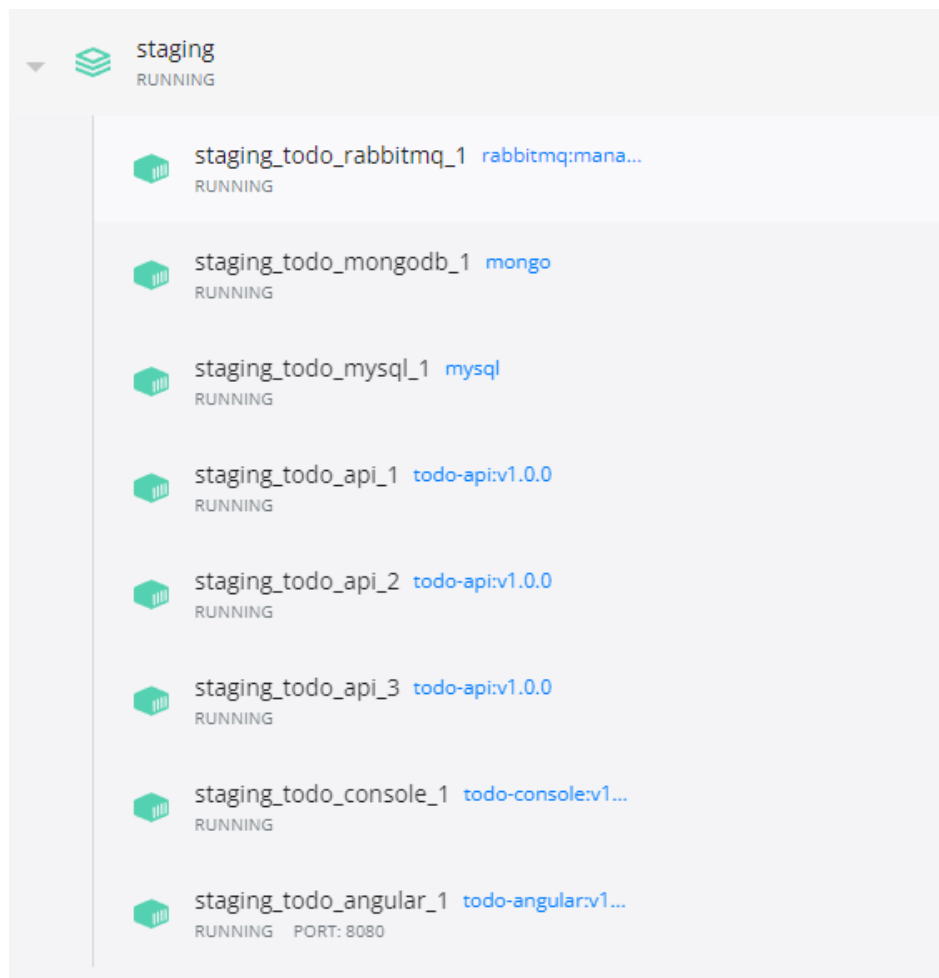 staging
RUNNING
staging_todo_rabbitmq_1 rabbitmq:mana...
RUNNING
staging_todo_mongodb_1 mongo
RUNNING
staging_todo_mysql_1 mysql
RUNNING
staging_todo_api_1 todo-api:v1.0.0
RUNNING
staging_todo_api_2 todo-api:v1.0.0
RUNNING
staging_todo_api_3 todo-api:v1.0.0
RUNNING
staging_todo_console_1 todo-console:v1...
RUNNING
staging_todo_angular_1 todo-angular:v1...
RUNNING PORT: 8080